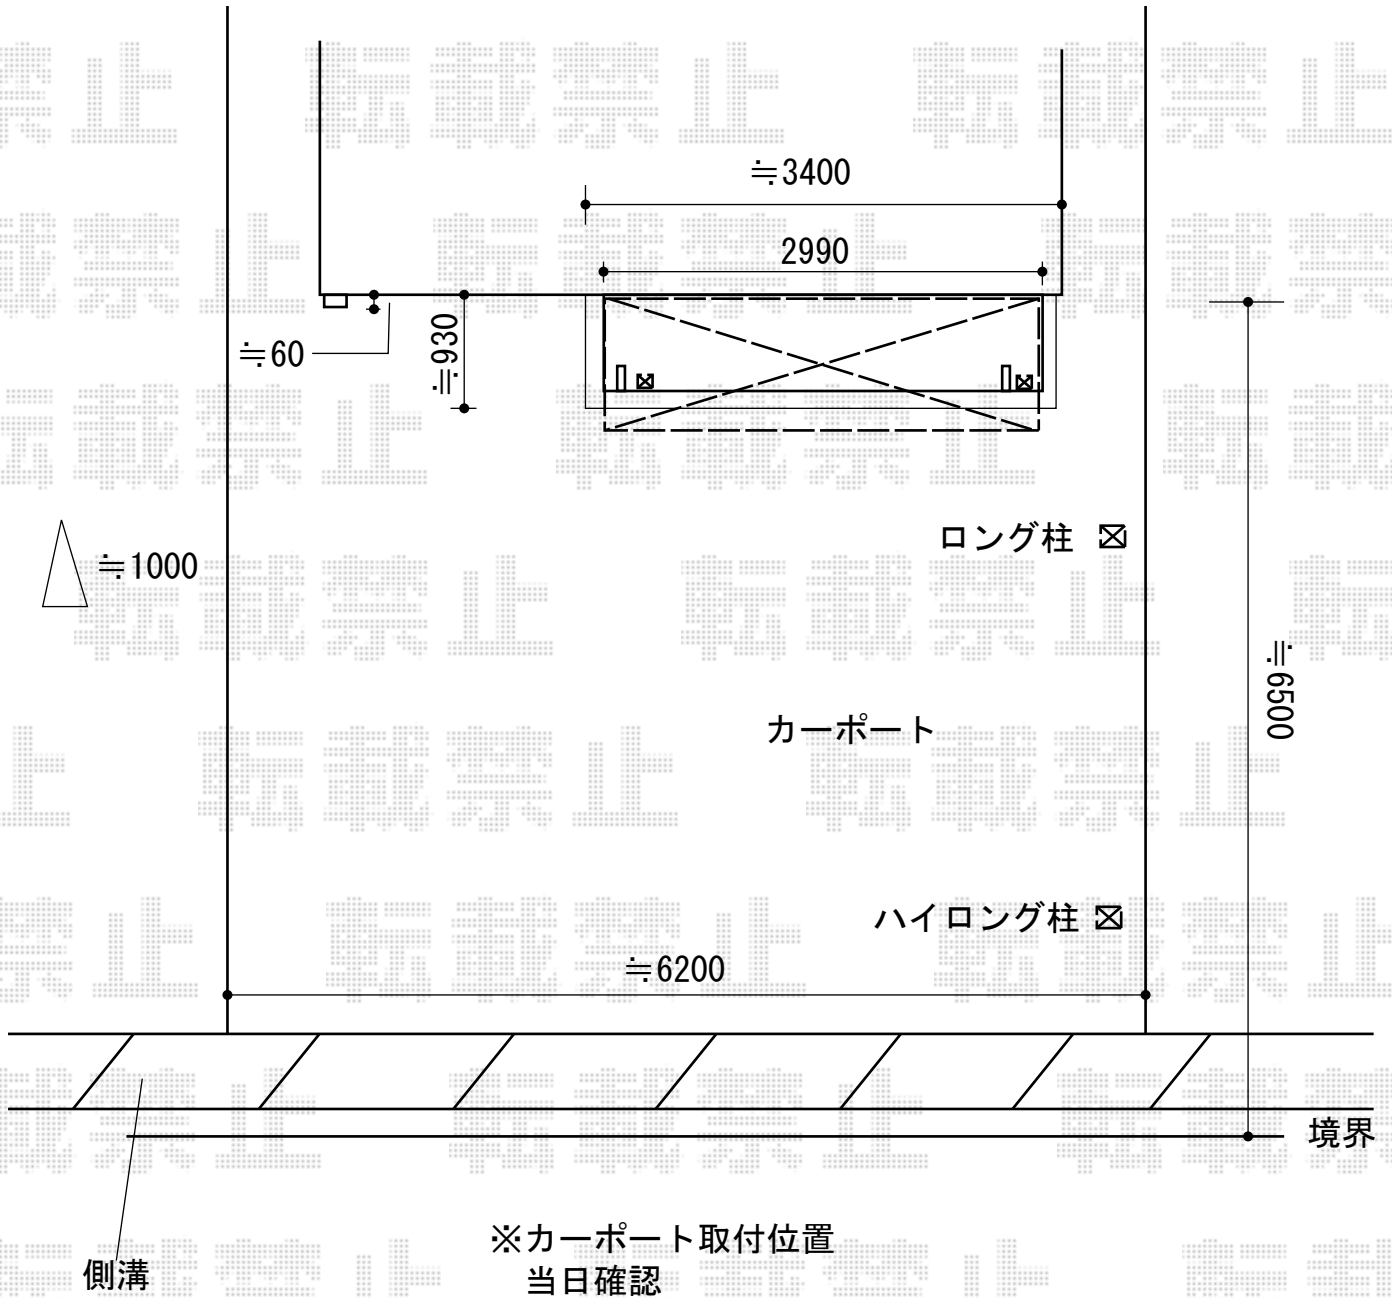 ≒3400
2990
≒60
≒930
ロング柱
≒1000
≒6500
カーポート
ハイロング柱
≒6200
境界
※カーポート取付位置
当日確認
側溝
転載禁止